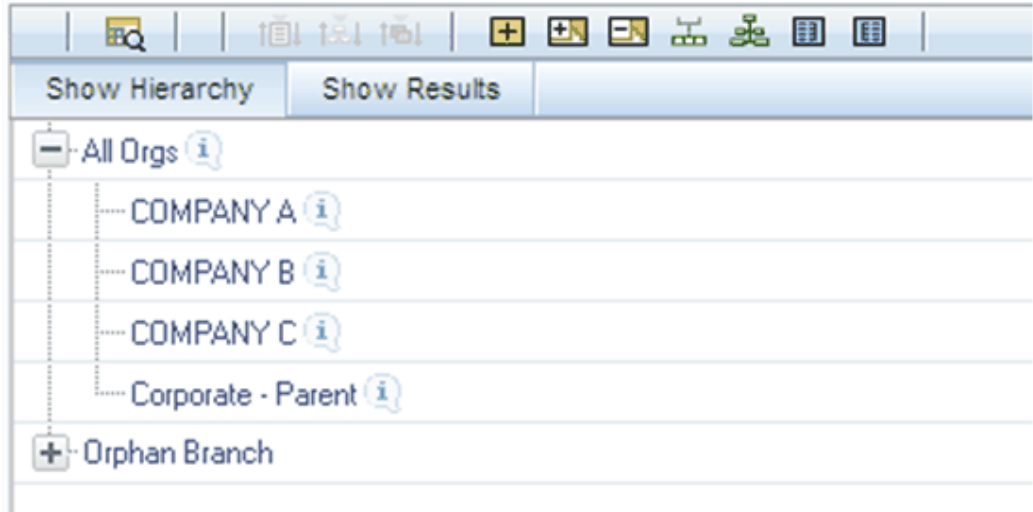 Show Hierarchy Show Results
All Orgs
COMPANY A
COMPANY B
COMPANY C
Corporate - Parent
Orphan Branch